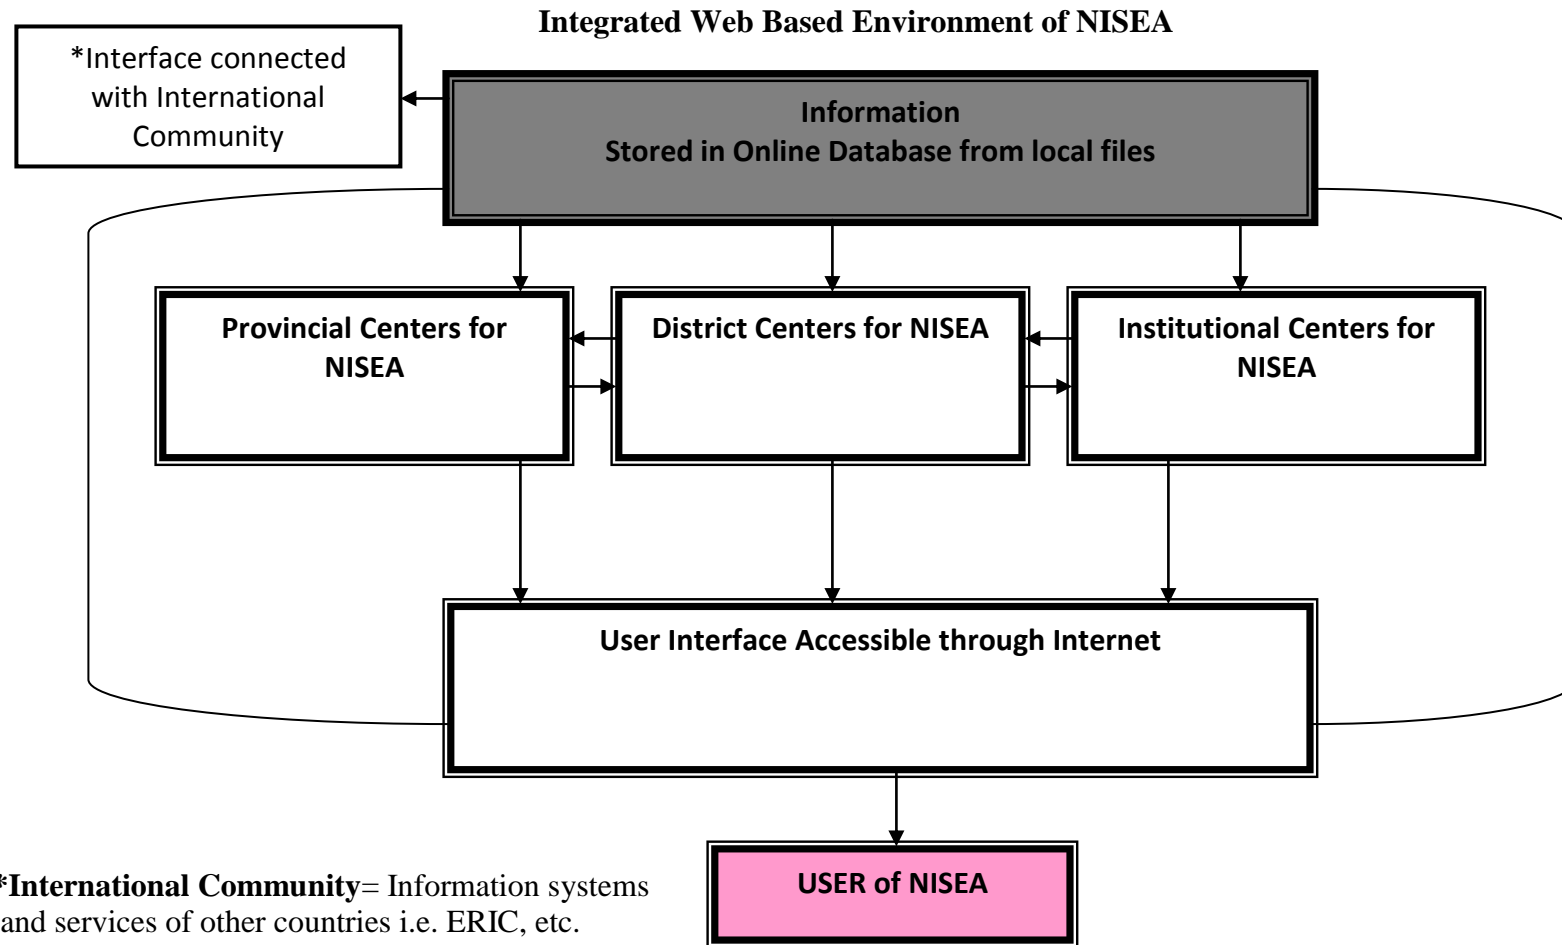 Integrated Web Based Environment of NISEA
*Interface connected
with International
Community
Information
Stored in Online Database from local files
Provincial Centers for
NISEA
District Centers for NISEA
Institutional Centers for
NISEA
User Interface Accessible through Internet
USER of NISEA
*International Community= Information systems
and services of other countries i.e. ERIC, etc.